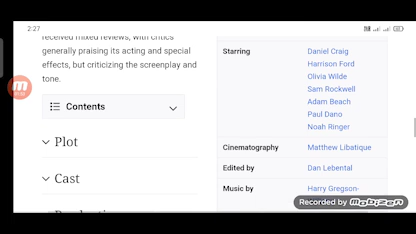 2:27
received mixed reviews, with critics
generally praising its acting and special
effects, but criticizing the screenplay and
tone.
Contents
Plot
Cast
Starring
Daniel Craig
Harrison Ford
Olivia Wilde
Sam Rockwell
Adam Beach
Paul Dano
Noah Ringer
Cinematography Matthew Libatique
Edited by Dan Lebental
Music by Harry Gregson-
Recorded by
mobizen